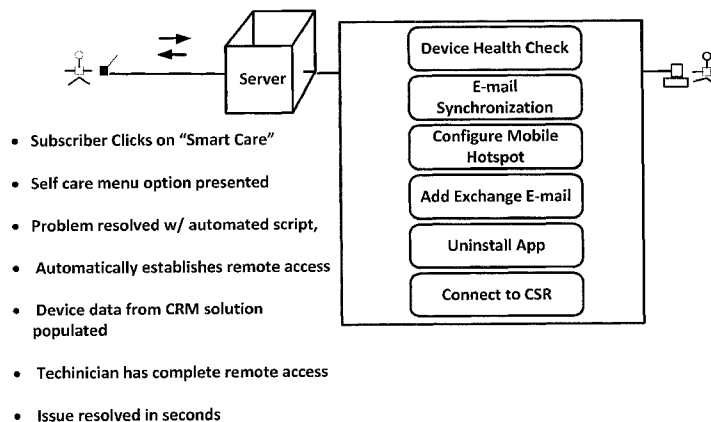 Server
Device Health Check
E-mail
Synchronization
Configure Mobile
Hotspot
Add Exchange E-mail
Uninstall App
Connect to CSR
• Subscriber Clicks on “Smart Care”
• Self care menu option presented
• Problem resolved w/ automated script,
• Automatically establishes remote access
• Device data from CRM solution
populated
• Techinician has complete remote access
• Issue resolved in seconds